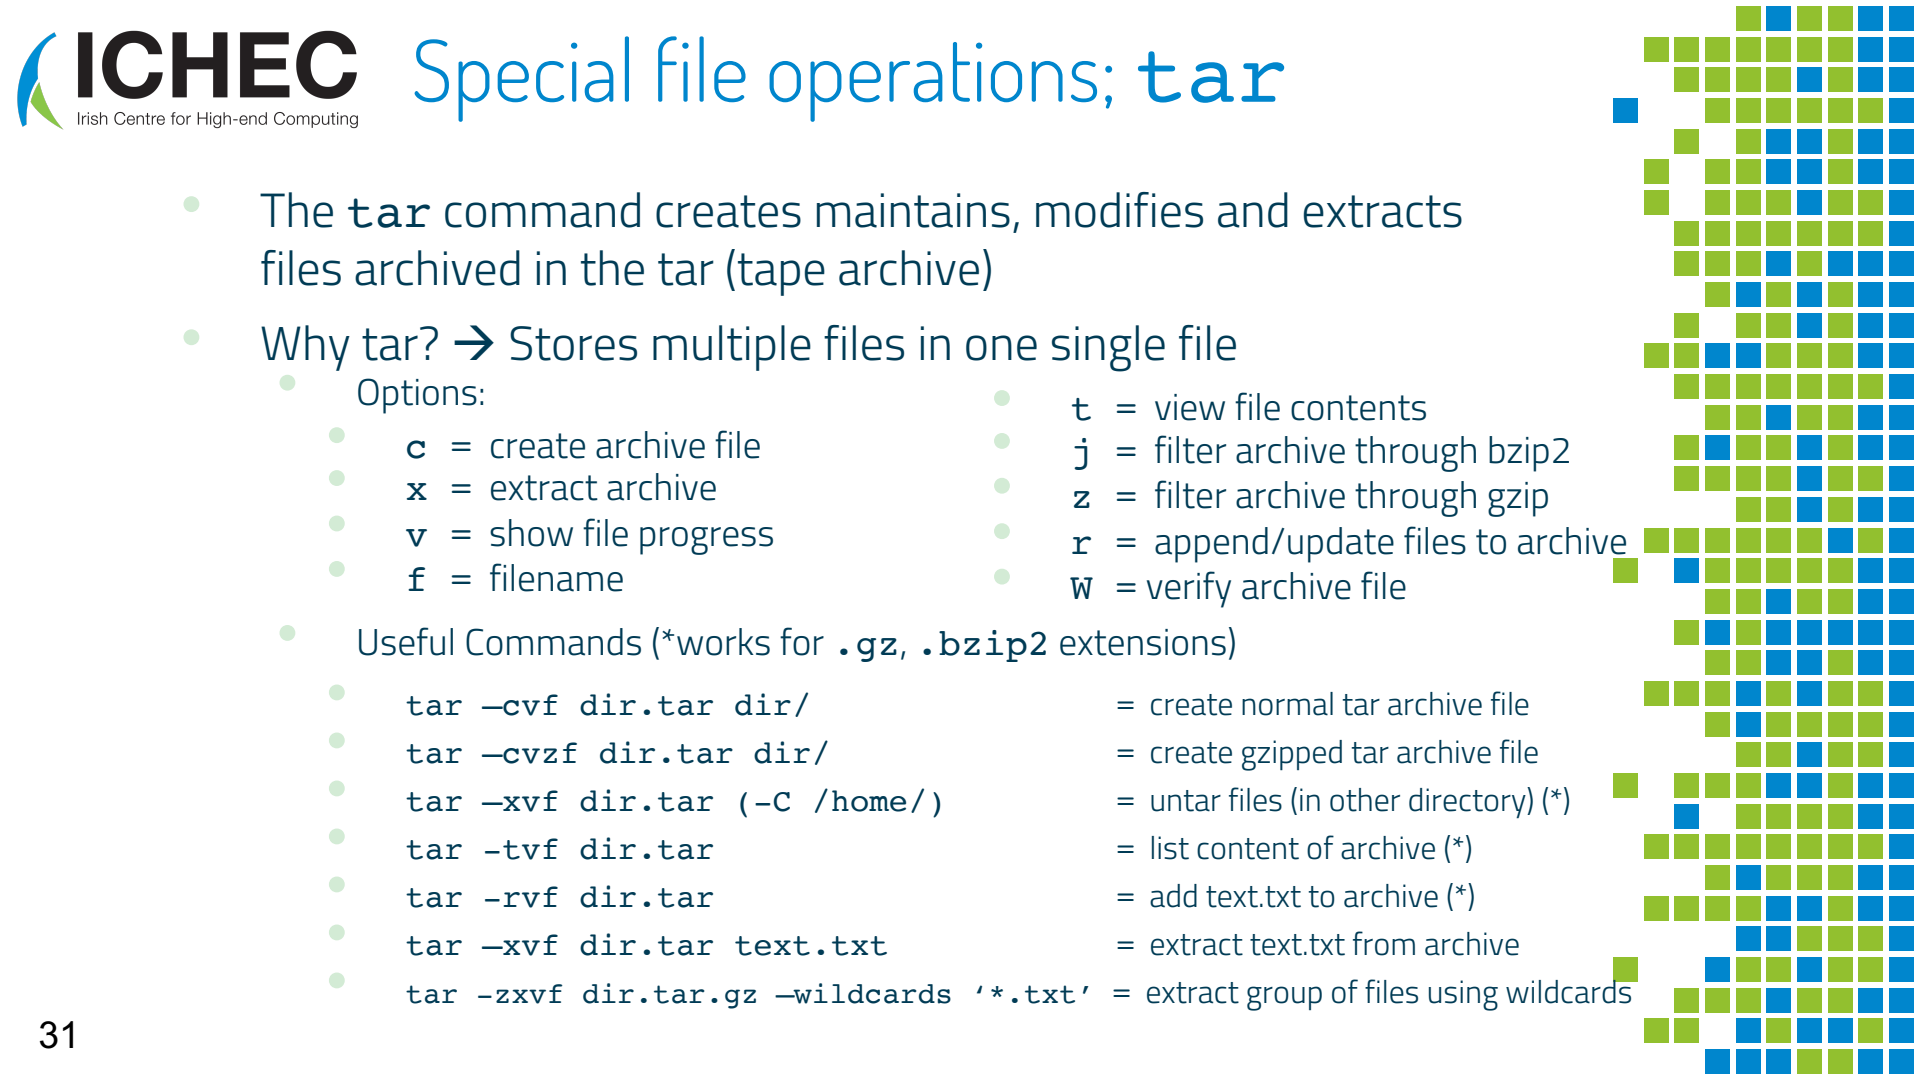 ICHEC
Irish Centre for High-end Computing
Special file operations; tar
The tar command creates maintains, modifies and extracts
files archived in the tar (tape archive)
Why tar? → Stores multiple files in one single file
Options:
c = create archive file
x = extract archive
v = show file progress
f = filename
t = view file contents
j = filter archive through bzip2
z = filter archive through gzip
r = append/update files to archive
W = verify archive file
Useful Commands (*works for .gz, .bzip2 extensions)
tar –cvf dir.tar dir/ = create normal tar archive file
tar –cvzf dir.tar dir/ = create gzipped tar archive file
tar –xvf dir.tar (-C /home/) = untar files (in other directory) (*)
tar -tvf dir.tar = list content of archive (*)
tar -rvf dir.tar = add text.txt to archive (*)
tar –xvf dir.tar text.txt = extract text.txt from archive
tar -zxvf dir.tar.gz –wildcards ‘*.txt’ = extract group of files using wildcards
31